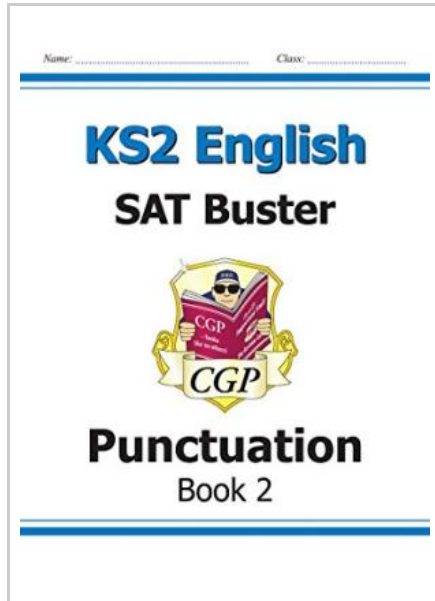 Name: ............ Class: ............
KS2 English
SAT Buster
CGP
CGP
Punctuation
Book 2